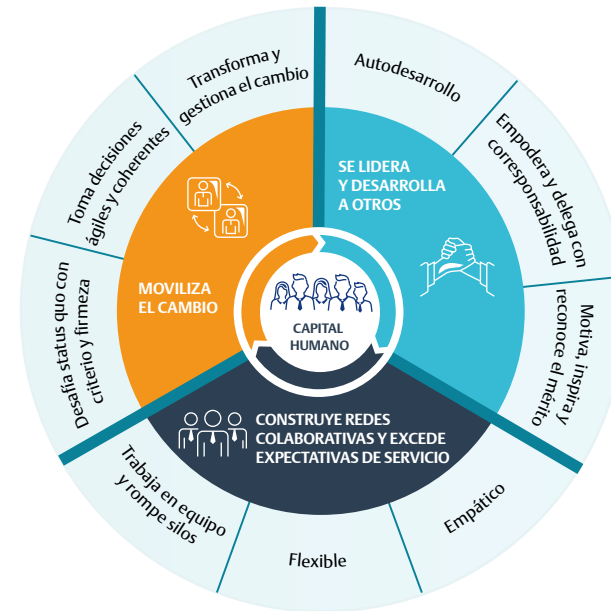 Transforma y
gestiona el cambio
Autodesarrollo
Empodera y delega con
corresponsabilidad
Motiva, inspira y
reconoce el mérito
Empático
Flexible
Trabaja en equipo
y rompe silos
Desafía status quo con
criterio y firmeza
Toma decisiones
ágiles y coherentes
SE LIDERA
Y DESARROLLA
A OTROS
MOVILIZA
EL CAMBIO
CAPITAL
HUMANO
CONSTRUYE REDES
COLABORATIVAS Y EXCEDE
EXPECTATIVAS DE SERVICIO